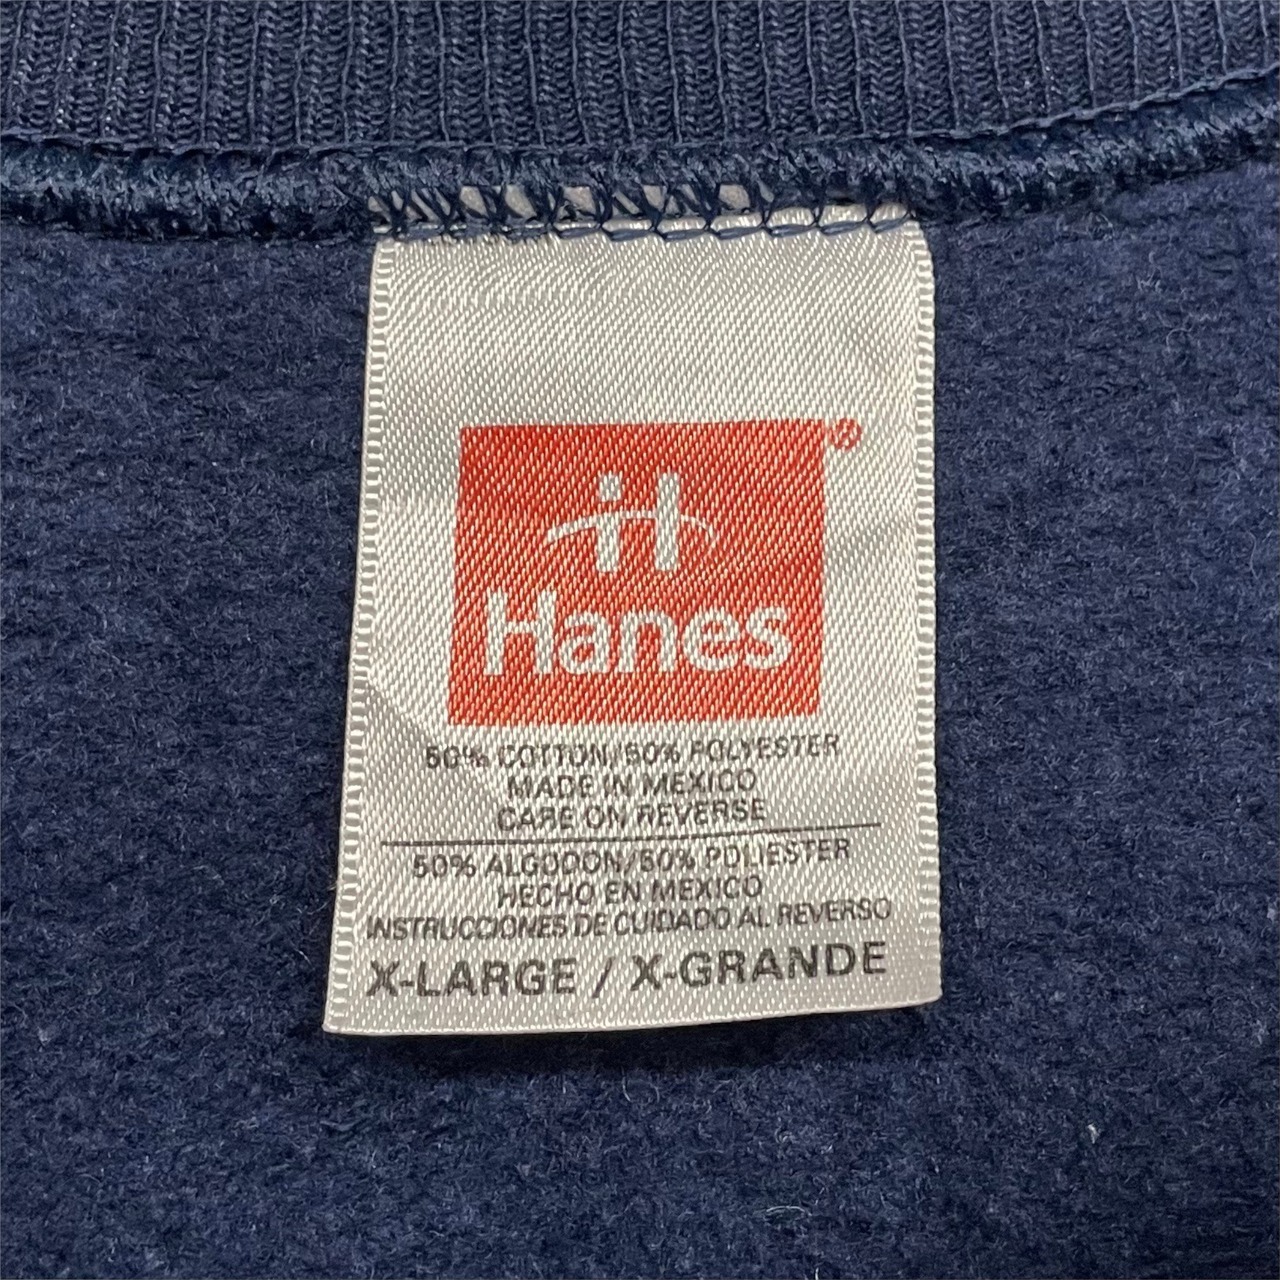 ®
Hanes
50% COTTON/50% POLYESTER
MADE IN MEXICO
CARE ON REVERSE
50% ALGODON/50% POLIESTER
HECHO EN MEXICO
INSTRUCCIONES DE CUIDADO AL REVERSO
X-LARGE / X-GRANDE